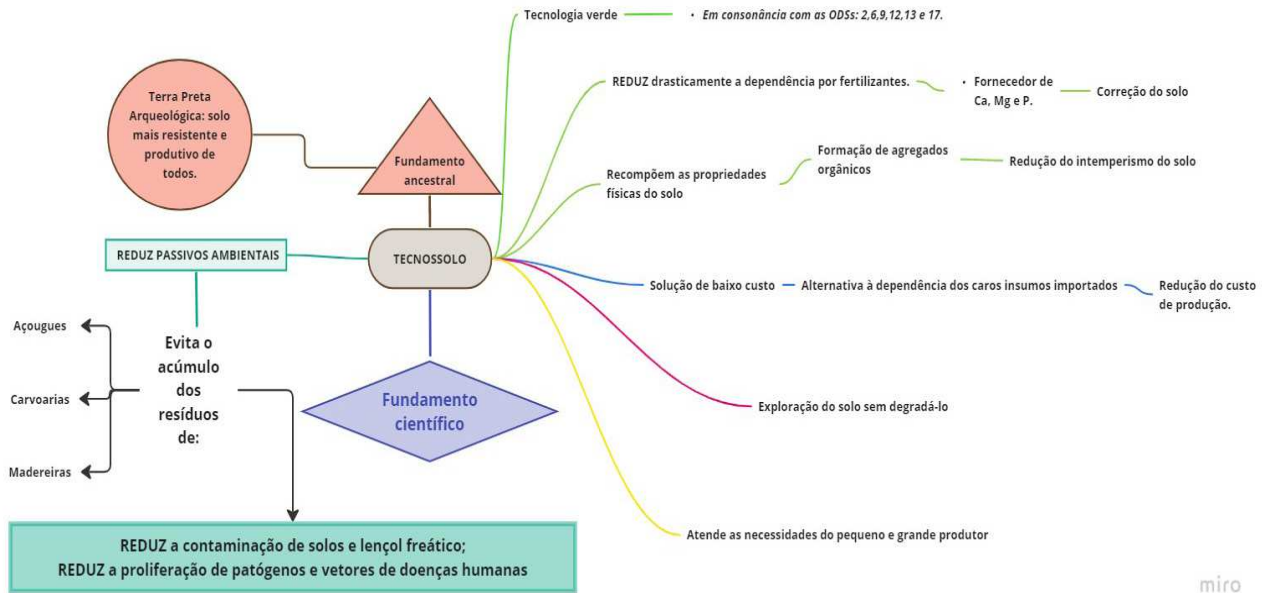 Tecnologia verde
• Em consonância com as ODSs: 2,6,9,12,13 e 17.
REDUZ drasticamente a dependência por fertilizantes.
• Fornecedor de
Ca, Mg e P.
Correção do solo
Terra Preta
Arqueológica: solo
mais resistente e
produtivo de
todos.
Fundamento
ancestral
Formação de agregados
orgânicos
Redução do intemperismo do solo
Recompõem as propriedades
físicas do solo
REDUZ PASSIVOS AMBIENTAIS
TECNOSSOLO
Solução de baixo custo
Alternativa à dependência dos caros insumos importados
Redução do custo
de produção.
Açougues
Carvoarias
Madereiras
Evita o
acúmulo
dos
resíduos
de:
Fundamento
científico
Exploração do solo sem degradá-lo
Atende as necessidades do pequeno e grande produtor
REDUZ a contaminação de solos e lençol freático;
REDUZ a proliferação de patógenos e vetores de doenças humanas
miro